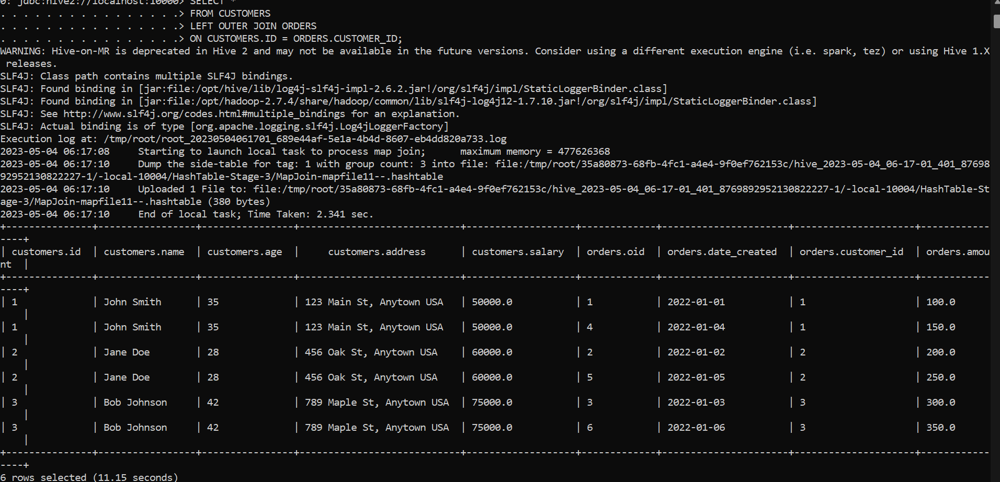 0: jdbc:hive2://localhost:10000> SELECT *
. . . . . . . . . . . . . . . .> FROM CUSTOMERS
. . . . . . . . . . . . . . . .> LEFT OUTER JOIN ORDERS
. . . . . . . . . . . . . . . .> ON CUSTOMERS.ID = ORDERS.CUSTOMER_ID;
WARNING: Hive-on-MR is deprecated in Hive 2 and may not be available in the future versions. Consider using a different execution engine (i.e. spark, tez) or using Hive 1.X
 releases.
SLF4J: Class path contains multiple SLF4J bindings.
SLF4J: Found binding in [jar:file:/opt/hive/lib/log4j-slf4j-impl-2.6.2.jar!/org/slf4j/impl/StaticLoggerBinder.class]
SLF4J: Found binding in [jar:file:/opt/hadoop-2.7.4/share/hadoop/common/lib/slf4j-log4j12-1.7.10.jar!/org/slf4j/impl/StaticLoggerBinder.class]
SLF4J: See http://www.slf4j.org/codes.html#multiple_bindings for an explanation.
SLF4J: Actual binding is of type [org.apache.logging.slf4j.Log4jLoggerFactory]
Execution log at: /tmp/root/root_20230504061701_689e44af-5e1a-4b4d-8607-eb4dd820a733.log
2023-05-04 06:17:08     Starting to launch local task to process map join;      maximum memory = 477626368
2023-05-04 06:17:10     Dump the side-table for tag: 1 with group count: 3 into file: file:/tmp/root/35a80873-68fb-4fc1-a4e4-9f0ef762153c/hive_2023-05-04_06-17-01_401_87698
92952130822227-1/-local-10004/HashTable-Stage-3/MapJoin-mapfile11--.hashtable
2023-05-04 06:17:10     Uploaded 1 File to: file:/tmp/root/35a80873-68fb-4fc1-a4e4-9f0ef762153c/hive_2023-05-04_06-17-01_401_8769892952130822227-1/-local-10004/HashTable-St
age-3/MapJoin-mapfile11--.hashtable (380 bytes)
2023-05-04 06:17:10     End of local task; Time Taken: 2.341 sec.
+---------------+-----------------+----------------+----------------------------+-------------------+-------------+----------------------+---------------------+------------
----+
| customers.id  | customers.name  | customers.age  |     customers.address      | customers.salary  | orders.oid  | orders.date_created  | orders.customer_id  | orders.amou
nt  |
+---------------+-----------------+----------------+----------------------------+-------------------+-------------+----------------------+---------------------+------------
----+
| 1             | John Smith      | 35             | 123 Main St, Anytown USA   | 50000.0           | 1           | 2022-01-01           | 1                   | 100.0
    |
| 1             | John Smith      | 35             | 123 Main St, Anytown USA   | 50000.0           | 4           | 2022-01-04           | 1                   | 150.0
    |
| 2             | Jane Doe        | 28             | 456 Oak St, Anytown USA    | 60000.0           | 2           | 2022-01-02           | 2                   | 200.0
    |
| 2             | Jane Doe        | 28             | 456 Oak St, Anytown USA    | 60000.0           | 5           | 2022-01-05           | 2                   | 250.0
    |
| 3             | Bob Johnson     | 42             | 789 Maple St, Anytown USA  | 75000.0           | 3           | 2022-01-03           | 3                   | 300.0
    |
| 3             | Bob Johnson     | 42             | 789 Maple St, Anytown USA  | 75000.0           | 6           | 2022-01-06           | 3                   | 350.0
    |
+---------------+-----------------+----------------+----------------------------+-------------------+-------------+----------------------+---------------------+------------
----+
6 rows selected (11.15 seconds)